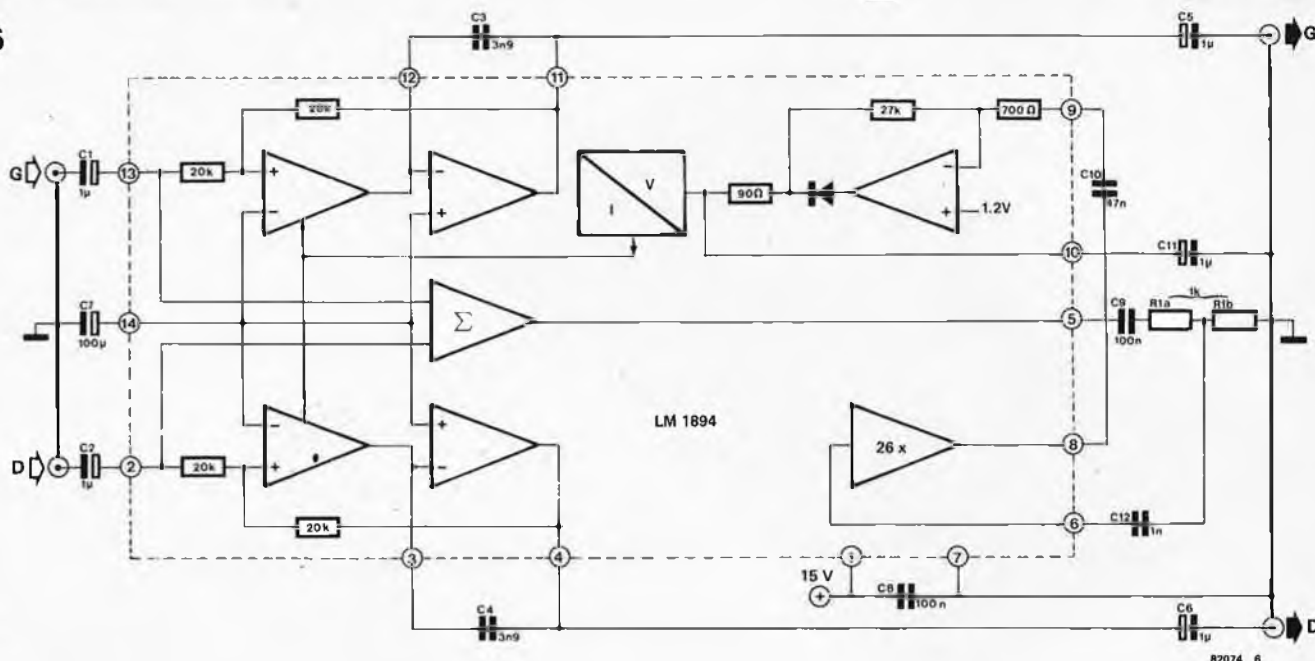 6
C3
3n9
C5
1µ
G
12
11
20k
27k
700 Ω
9
G
C1
1µ
13
20k
+
−
−
+
V
I
90Ω
−
+
1.2V
C10
47n
10
C11
1µ
C7
100µ
14
Σ
5
C9
100n
1k
R1a
R1b
LM 1894
D
C2
1µ
2
20k
−
+
+
−
26 x
8
20k
6
C12
1n
3
4
7
15 V
+
C8
100n
C4
3n9
C6
1µ
D
82074 6